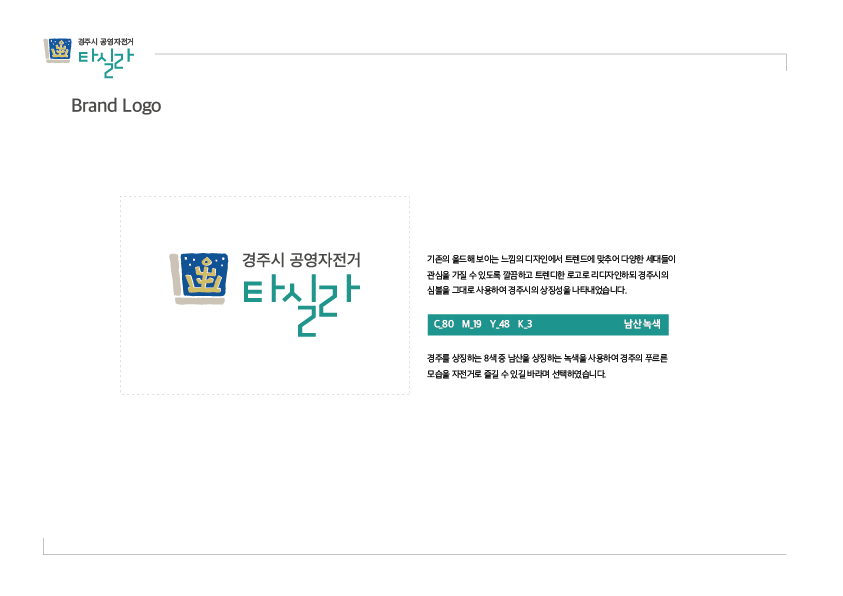 경주시 공영자전거
타실라
Brand Logo
경주시 공영자전거
타실라
기존의 올드해 보이는 느낌의 디자인에서 트렌드에 맞추어 다양한 세대들이
관심을 가질 수 있도록 깔끔하고 트렌디한 로고로 리디자인하되 경주시의
심볼을 그대로 사용하여 경주시의 상징성을 나타내었습니다.
C_80 M_19 Y_48 K_3 남산 녹색
경주를 상징하는 8색 중 남산을 상징하는 녹색을 사용하여 경주의 푸르른
모습을 자전거로 즐길 수 있길 바라며 선택하였습니다.